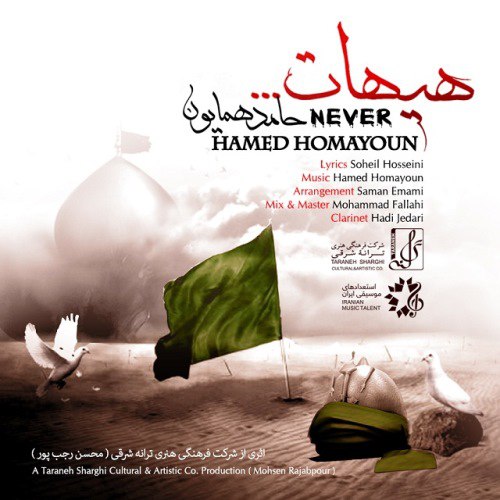 هیهات
حامد همایون NEVER
HAMED HOMAYOUN
Lyrics Soheil Hosseini
Music Hamed Homayoun
Arrangement Saman Emami
Mix & Master Mohammad Fallahi
Clarinet Hadi Jedari
شرکت فرهنگی هنری
ترانه شرقی
TARANEH SHARGHI
CULTURAL&ARTISTIC CO.
TARANEH
استعدادهای
موسیقی ایران
IRANIAN
MUSIC TALENT
اثری از شرکت فرهنگی هنری ترانه شرقی ( محسن رجب پور )
A Taraneh Sharghi Cultural & Artistic Co. Production ( Mohsen Rajabpour )